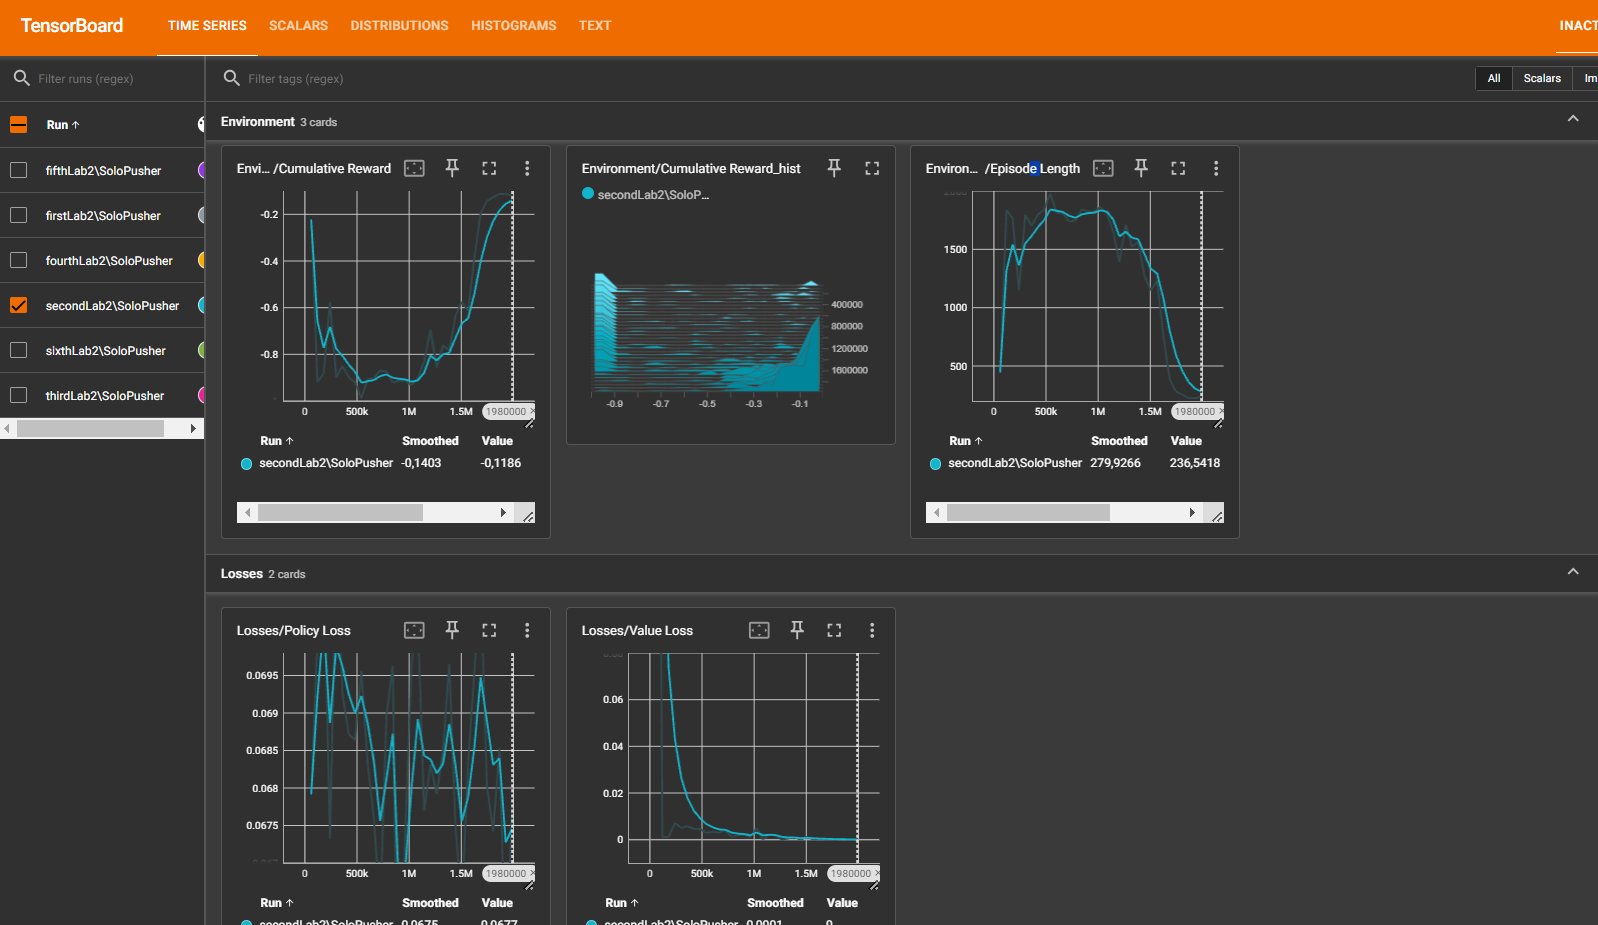 TensorBoard
TIME SERIES
SCALARS
DISTRIBUTIONS
HISTOGRAMS
TEXT
INACT
Filter runs (regex)
Filter tags (regex)
All
Scalars
Im
Run ↑
fifthLab2\SoloPusher
firstLab2\SoloPusher
fourthLab2\SoloPusher
secondLab2\SoloPusher
sixthLab2\SoloPusher
thirdLab2\SoloPusher
Environment 3 cards
Envi... /Cumulative Reward
-0.2
-0.4
-0.6
-0.8
0 500k 1M 1.5M 1980000 ×
Run ↑ Smoothed Value
secondLab2\SoloPusher -0,1403 -0,1186
Environment/Cumulative Reward_hist
secondLab2\SoloP...
400000
800000
1200000
1600000
-0.9 -0.7 -0.5 -0.3 -0.1
Environ... /Episode Length
1500
1000
500
0 500k 1M 1.5M 1980000 ×
Run ↑ Smoothed Value
secondLab2\SoloPusher 279,9266 236,5418
Losses 2 cards
Losses/Policy Loss
0.0695
0.069
0.0685
0.068
0.0675
0 500k 1M 1.5M 1980000 ×
Run ↑ Smoothed Value
secondLab2\SoloPusher 0,0675 0,0677
Losses/Value Loss
0.06
0.04
0.02
0
0 500k 1M 1.5M 1980000 ×
Run ↑ Smoothed Value
secondLab2\SoloPusher 0,0001 0